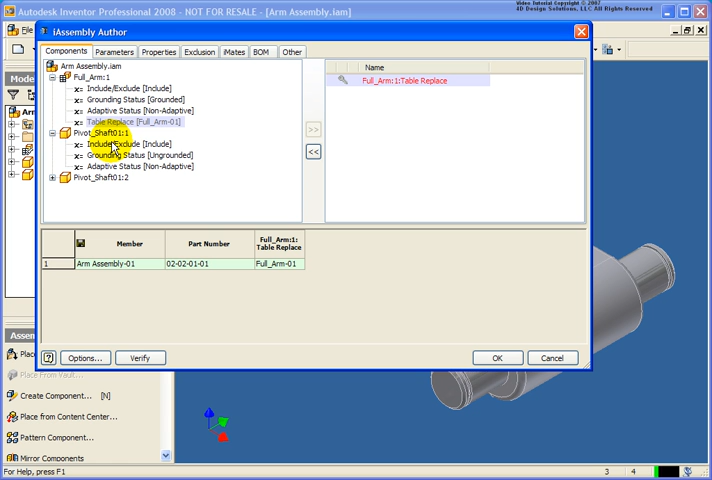 Video Tutorial Copyright © 2007
4D Design Solutions, LLC All Rights Reserved
Autodesk Inventor Professional 2008 - NOT FOR RESALE - [Arm Assembly.iam]
iAssembly Author
Components Parameters Properties Exclusion iMates BOM Other
Arm Assembly.iam
Full_Arm:1
Include/Exclude [Include]
Grounding Status [Grounded]
Adaptive Status [Non-Adaptive]
Table Replace [Full_Arm-01]
Pivot_Shaft01:1
Include/Exclude [Include]
Grounding Status [Ungrounded]
Adaptive Status [Non-Adaptive]
Pivot_Shaft01:2
>>
<<
Name
Full_Arm:1:Table Replace
Member Part Number Full_Arm:1: Table Replace
1 Arm Assembly-01 02-02-01-01 Full_Arm-01
Options... Verify OK Cancel
Create Component... [N]
Place from Content Center...
Pattern Component...
Mirror Components
For Help, press F1
3 4